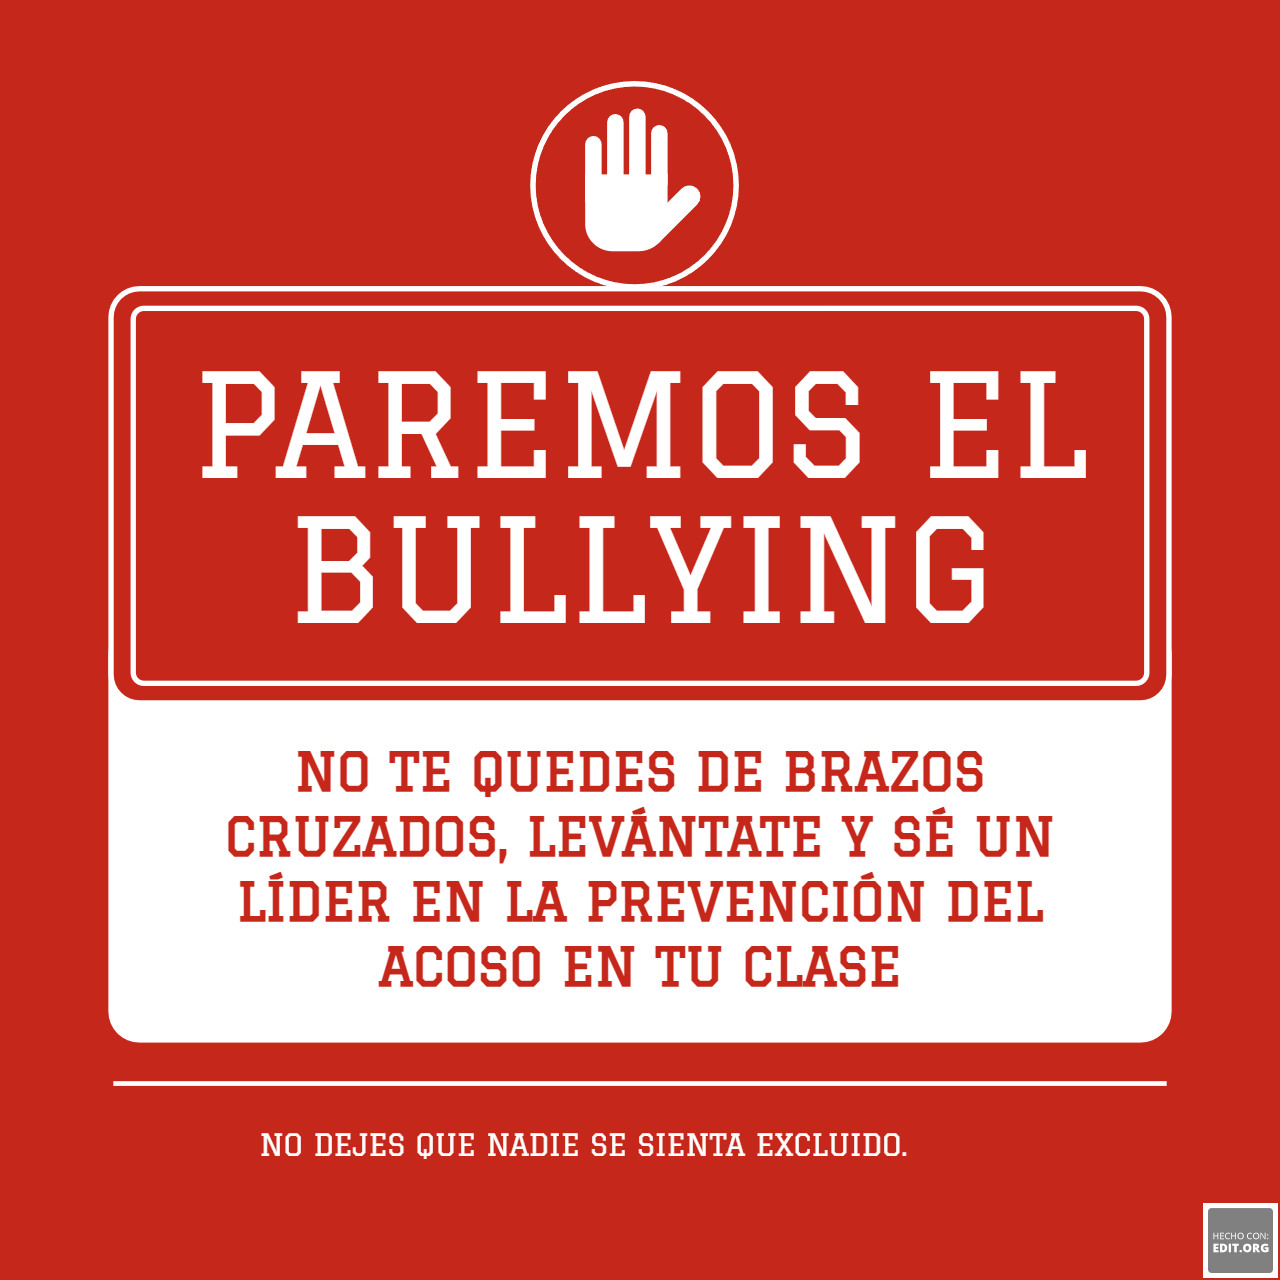 PAREMOS EL
BULLYING
NO TE QUEDES DE BRAZOS
CRUZADOS, LEVÁNTATE Y SÉ UN
LÍDER EN LA PREVENCIÓN DEL
ACOSO EN TU CLASE
NO DEJES QUE NADIE SE SIENTA EXCLUIDO.
HECHO CON:
EDIT.ORG